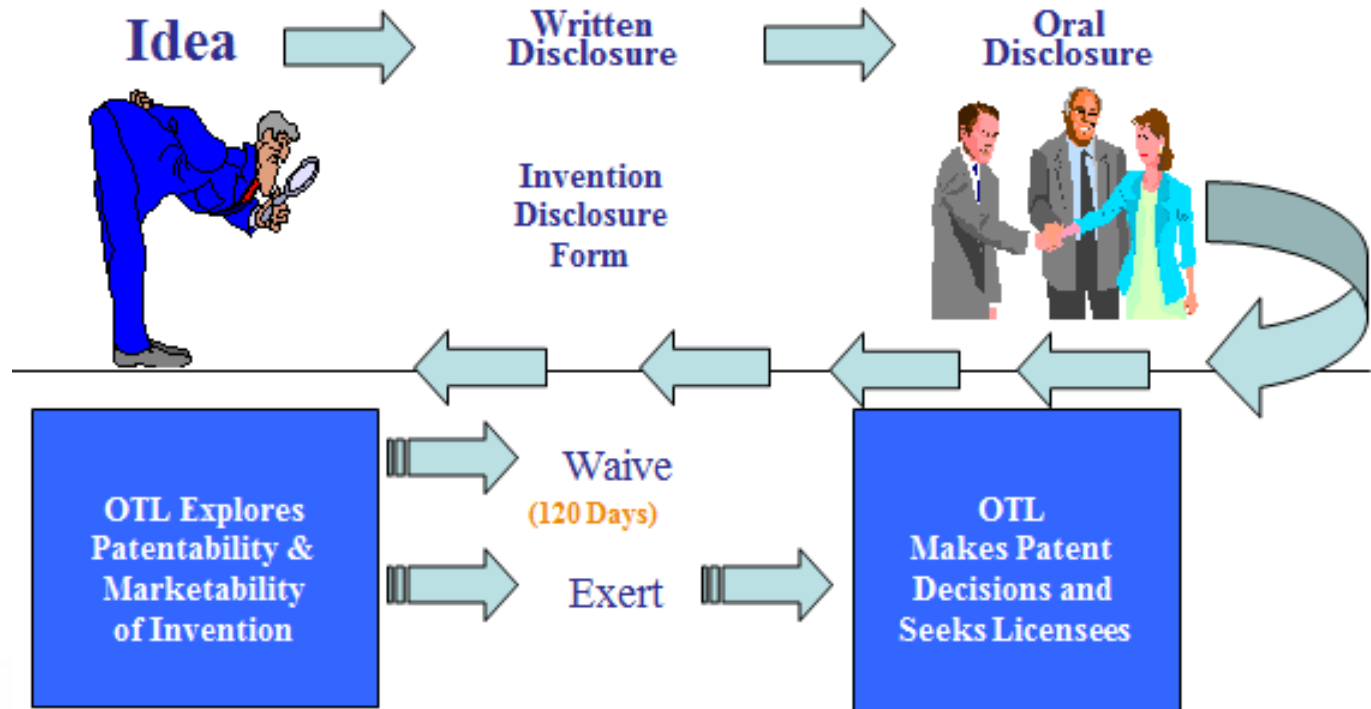 Idea
Written
Disclosure
Oral
Disclosure
Invention
Disclosure
Form
OTL Explores
Patentability &
Marketability
of Invention
Waive
(120 Days)
Exert
OTL
Makes Patent
Decisions and
Seeks Licensees